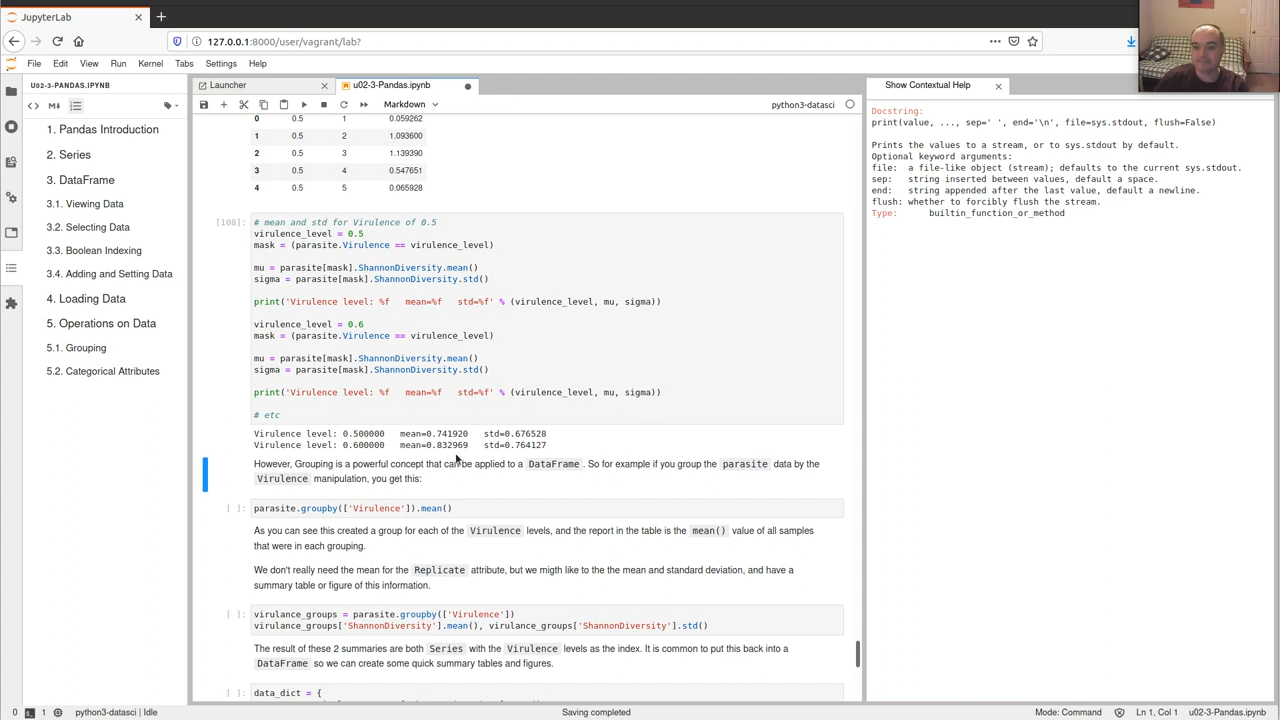 JupyterLab
127.0.0.1:8000/user/vagrant/lab?
File Edit View Run Kernel Tabs Settings Help
U02-3-PANDAS.IPYNB
1. Pandas Introduction
2. Series
3. DataFrame
3.1. Viewing Data
3.2. Selecting Data
3.3. Boolean Indexing
3.4. Adding and Setting Data
4. Loading Data
5. Operations on Data
5.1. Grouping
5.2. Categorical Attributes
Launcher
u02-3-Pandas.ipynb
Markdown
python3-datasci
0 0.5 1 0.059262
1 0.5 2 1.093600
2 0.5 3 1.139390
3 0.5 4 0.547651
4 0.5 5 0.065928
[108]:
# mean and std for Virulence of 0.5
virulence_level = 0.5
mask = (parasite.Virulence == virulence_level)
mu = parasite[mask].ShannonDiversity.mean()
sigma = parasite[mask].ShannonDiversity.std()
print('Virulence level: %f   mean=%f   std=%f' % (virulence_level, mu, sigma))
virulence_level = 0.6
mask = (parasite.Virulence == virulence_level)
mu = parasite[mask].ShannonDiversity.mean()
sigma = parasite[mask].ShannonDiversity.std()
print('Virulence level: %f   mean=%f   std=%f' % (virulence_level, mu, sigma))
# etc
Virulence level: 0.500000   mean=0.741920   std=0.676528
Virulence level: 0.600000   mean=0.832969   std=0.764127
However, Grouping is a powerful concept that can be applied to a DataFrame . So for example if you group the parasite data by the
Virulence manipulation, you get this:
[ ]: parasite.groupby(['Virulence']).mean()
As you can see this created a group for each of the Virulence levels, and the report in the table is the mean() value of all samples
that were in each grouping.
We don't really need the mean for the Replicate attribute, but we migth like to the the mean and standard deviation, and have a
summary table or figure of this information.
[ ]: virulance_groups = parasite.groupby(['Virulence'])
virulance_groups['ShannonDiversity'].mean(), virulance_groups['ShannonDiversity'].std()
The result of these 2 summaries are both Series with the Virulence levels as the index. It is common to put this back into a
DataFrame so we can create some quick summary tables and figures.
[ ]: data_dict = {
Show Contextual Help
Docstring:
print(value, ..., sep=' ', end='\n', file=sys.stdout, flush=False)
Prints the values to a stream, or to sys.stdout by default.
Optional keyword arguments:
file:  a file-like object (stream); defaults to the current sys.stdout.
sep:   string inserted between values, default a space.
end:   string appended after the last value, default a newline.
flush: whether to forcibly flush the stream.
Type:      builtin_function_or_method
0 1 python3-datasci | Idle
Saving completed
Mode: Command
Ln 1, Col 1
u02-3-Pandas.ipynb